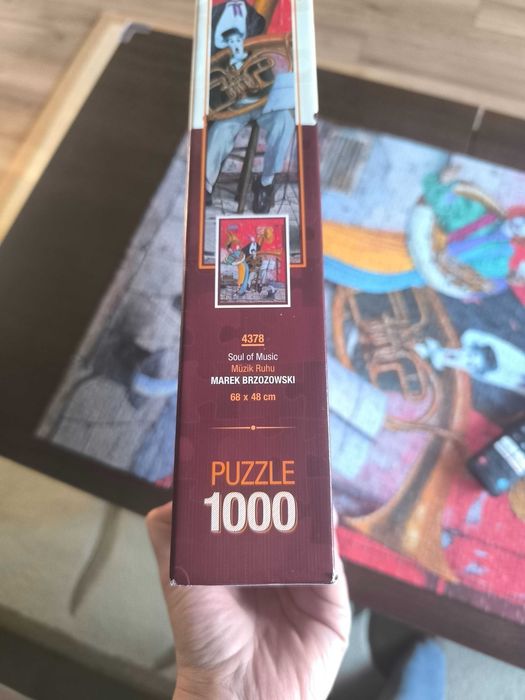 4378
Soul of Music
Müzik Ruhu
MAREK BRZOZOWSKI
68 x 48 cm
PUZZLE
1000